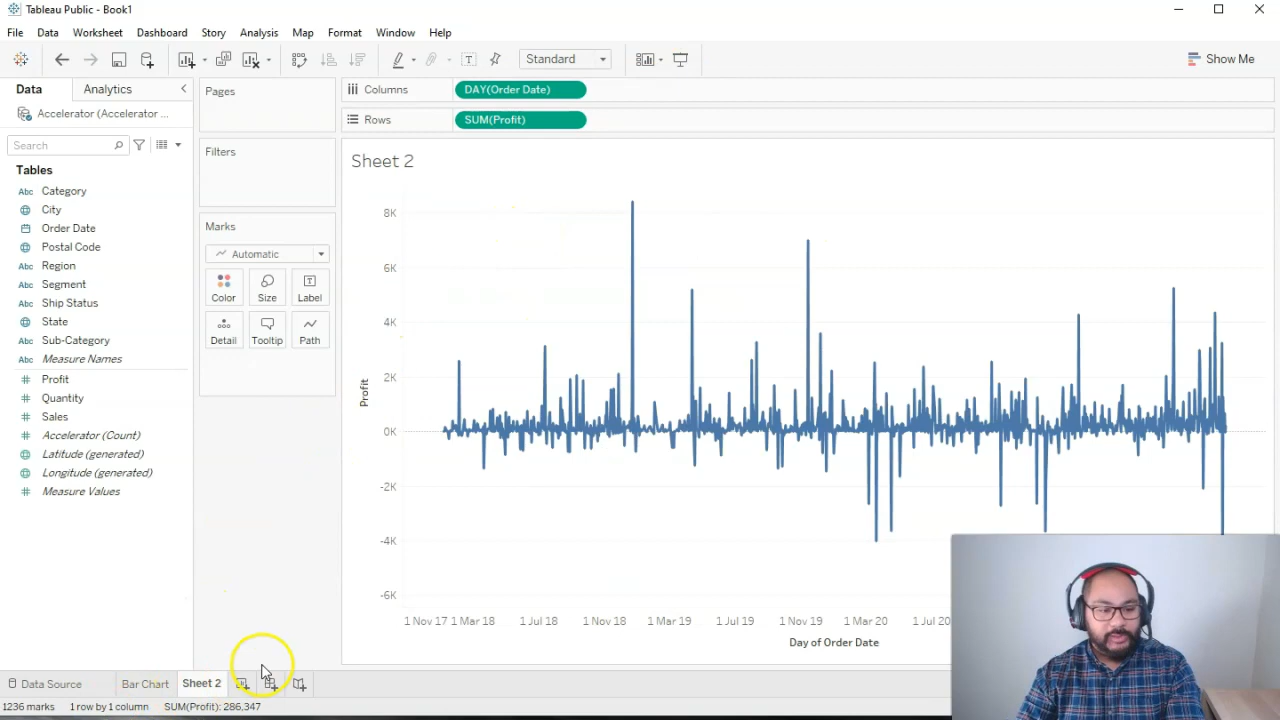 Tableau Public - Book1
File Data Worksheet Dashboard Story Analysis Map Format Window Help
Standard
Show Me
Data Analytics
Accelerator (Accelerator ...
Search
Tables
Abc Category
City
Order Date
Postal Code
Abc Region
Abc Segment
Abc Ship Status
State
Abc Sub-Category
Abc Measure Names
Profit
Quantity
Sales
Accelerator (Count)
Latitude (generated)
Longitude (generated)
Measure Values
Pages
Filters
Marks
Automatic
Color Size Label
Detail Tooltip Path
Columns DAY(Order Date)
Rows SUM(Profit)
Sheet 2
8K
6K
4K
2K
0K
-2K
-4K
-6K
Profit
1 Nov 17 1 Mar 18 1 Jul 18 1 Nov 18 1 Mar 19 1 Jul 19 1 Nov 19 1 Mar 20 1 Jul 20
Day of Order Date
Data Source Bar Chart Sheet 2
1236 marks 1 row by 1 column SUM(Profit): 286,347